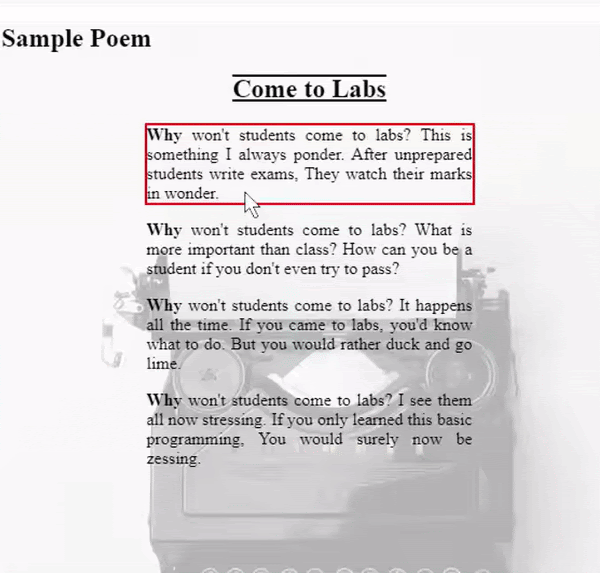 Sample Poem
Come to Labs
Why won't students come to labs? This is
something I always ponder. After unprepared
students write exams, They watch their marks
in wonder.
Why won't students come to labs? What is
more important than class? How can you be a
student if you don't even try to pass?
Why won't students come to labs? It happens
all the time. If you came to labs, you'd know
what to do. But you would rather duck and go
lime.
Why won't students come to labs? I see them
all now stressing. If you only learned this basic
programming, You would surely now be
zessing.